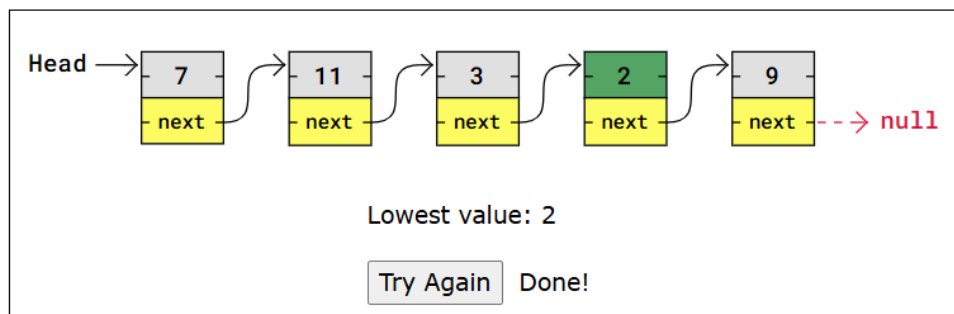 Head 7 11 3 2 9
next next next next next null
Lowest value: 2
Try Again Done!